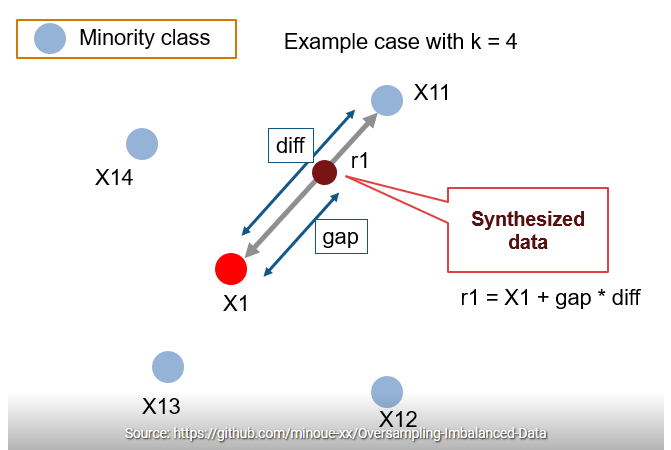 Minority class
Example case with k = 4
X11
diff
r1
X14
Synthesized
data
gap
r1 = X1 + gap * diff
X1
X13
X12
Source: https://github.com/minoue-xx/Oversampling-Imbalanced-Data